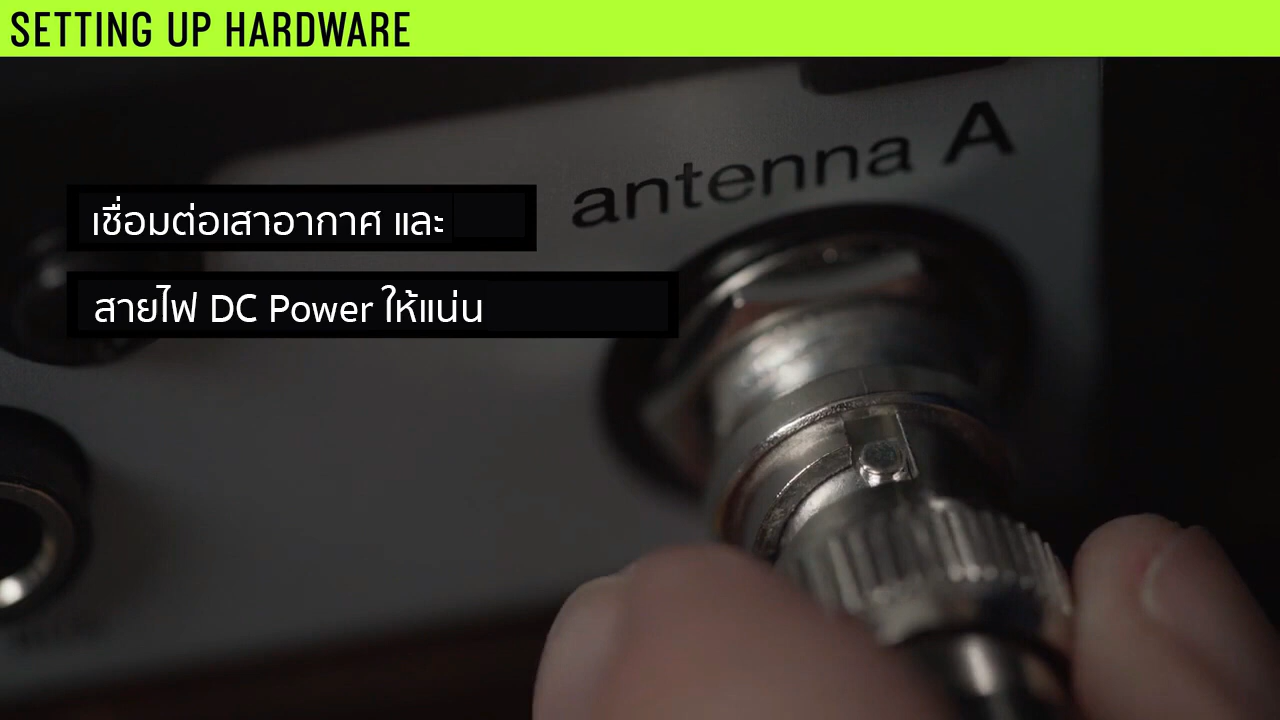 SETTING UP HARDWARE
antenna A
เชื่อมต่อเสาอากาศ และ
สายไฟ DC Power ให้แน่น